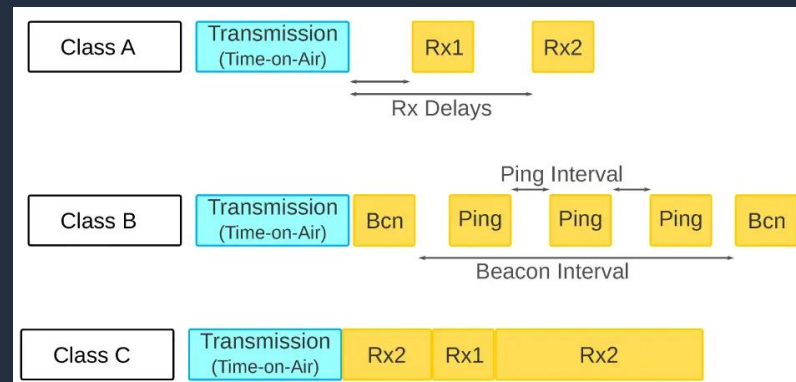 Class A
Transmission
(Time-on-Air)
Rx1
Rx2
Rx Delays
Ping Interval
Class B
Transmission
(Time-on-Air)
Bcn
Ping
Ping
Ping
Bcn
Beacon Interval
Class C
Transmission
(Time-on-Air)
Rx2
Rx1
Rx2